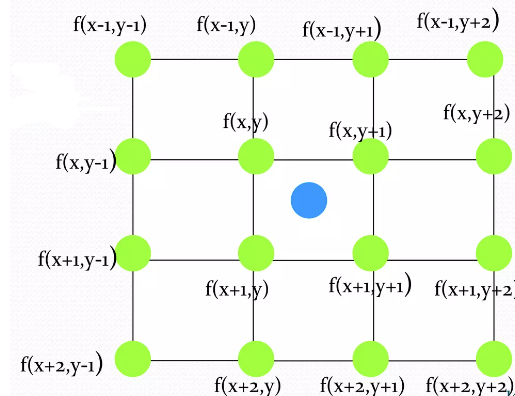 f(x-1,y-1) f(x-1,y) f(x-1,y+1) f(x-1,y+2)
f(x,y-1) f(x,y) f(x,y+1) f(x,y+2)
f(x+1,y-1) f(x+1,y) f(x+1,y+1) f(x+1,y+2)
f(x+2,y-1) f(x+2,y) f(x+2,y+1) f(x+2,y+2)